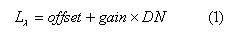 L_λ = offset + gain × DN (1)